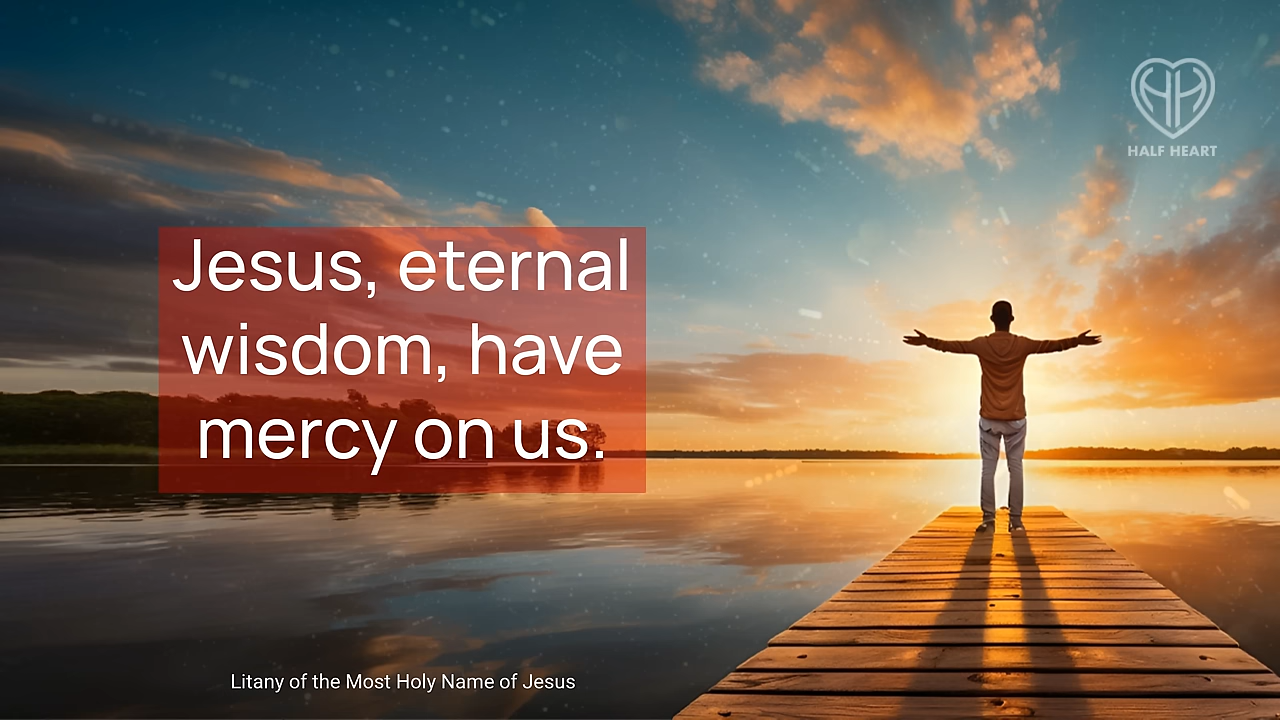 HALF HEART
Jesus, eternal
wisdom, have
mercy on us.
Litany of the Most Holy Name of Jesus